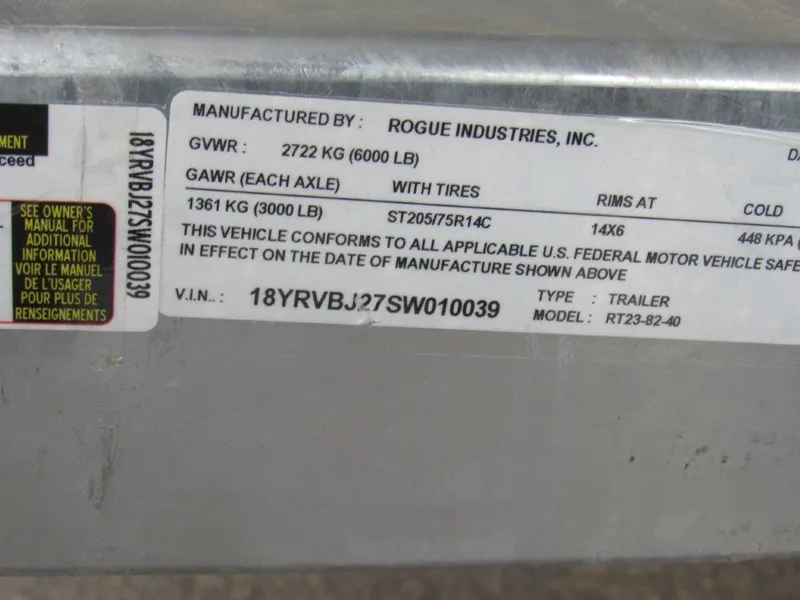 MENT
ceed
SEE OWNER'S
MANUAL FOR
ADDITIONAL
INFORMATION
VOIR LE MANUEL
DE L'USAGER
POUR PLUS DE
RENSEIGNEMENTS
18YRVBJ27SW010039
MANUFACTURED BY : ROGUE INDUSTRIES, INC.
DA
GVWR : 2722 KG (6000 LB)
GAWR (EACH AXLE) WITH TIRES RIMS AT COLD
1361 KG (3000 LB) ST205/75R14C 14X6 448 KPA (
THIS VEHICLE CONFORMS TO ALL APPLICABLE U.S. FEDERAL MOTOR VEHICLE SAFE
IN EFFECT ON THE DATE OF MANUFACTURE SHOWN ABOVE
V.I.N.. : 18YRVBJ27SW010039 TYPE : TRAILER
MODEL : RT23-82-40